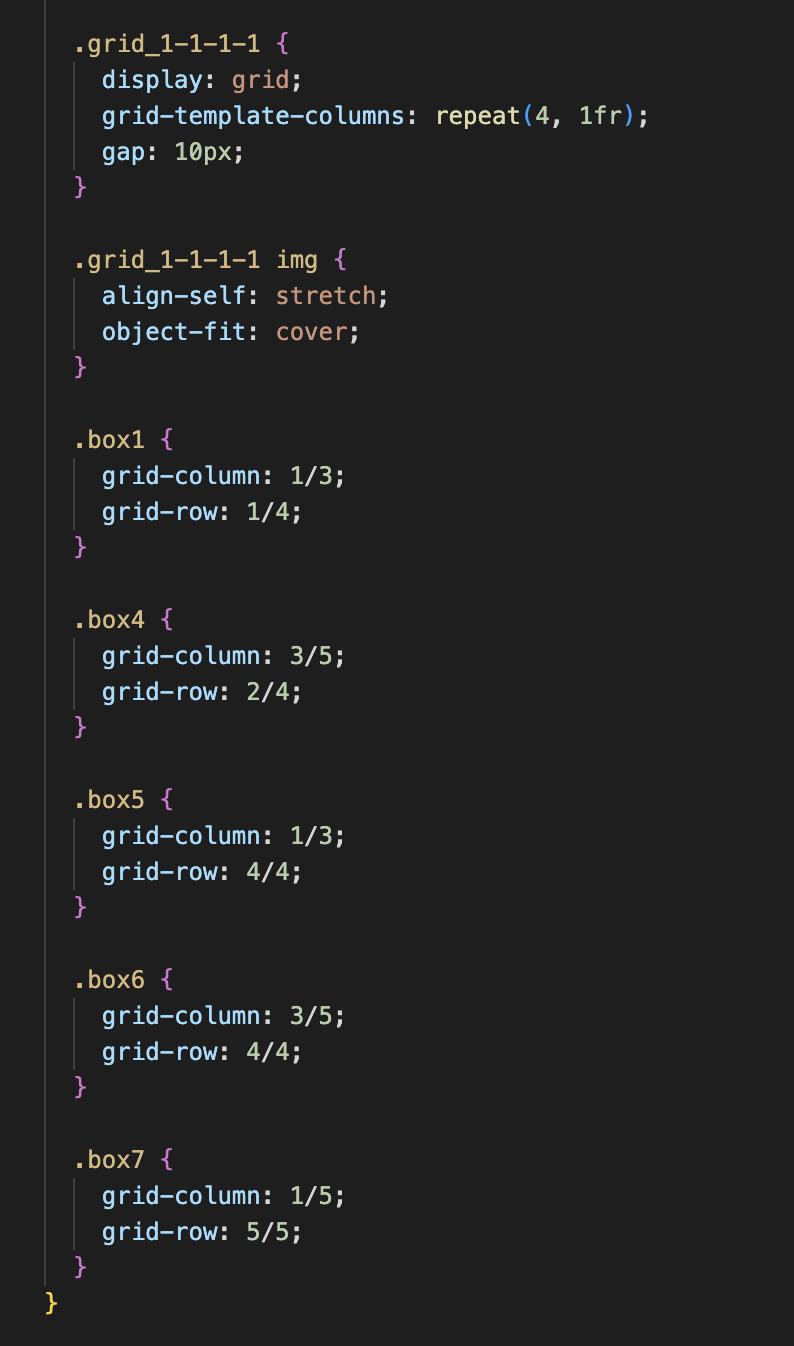 .grid_1-1-1-1 {
display: grid;
grid-template-columns: repeat(4, 1fr);
gap: 10px;
}
.grid_1-1-1-1 img {
align-self: stretch;
object-fit: cover;
}
.box1 {
grid-column: 1/3;
grid-row: 1/4;
}
.box4 {
grid-column: 3/5;
grid-row: 2/4;
}
.box5 {
grid-column: 1/3;
grid-row: 4/4;
}
.box6 {
grid-column: 3/5;
grid-row: 4/4;
}
.box7 {
grid-column: 1/5;
grid-row: 5/5;
}
}